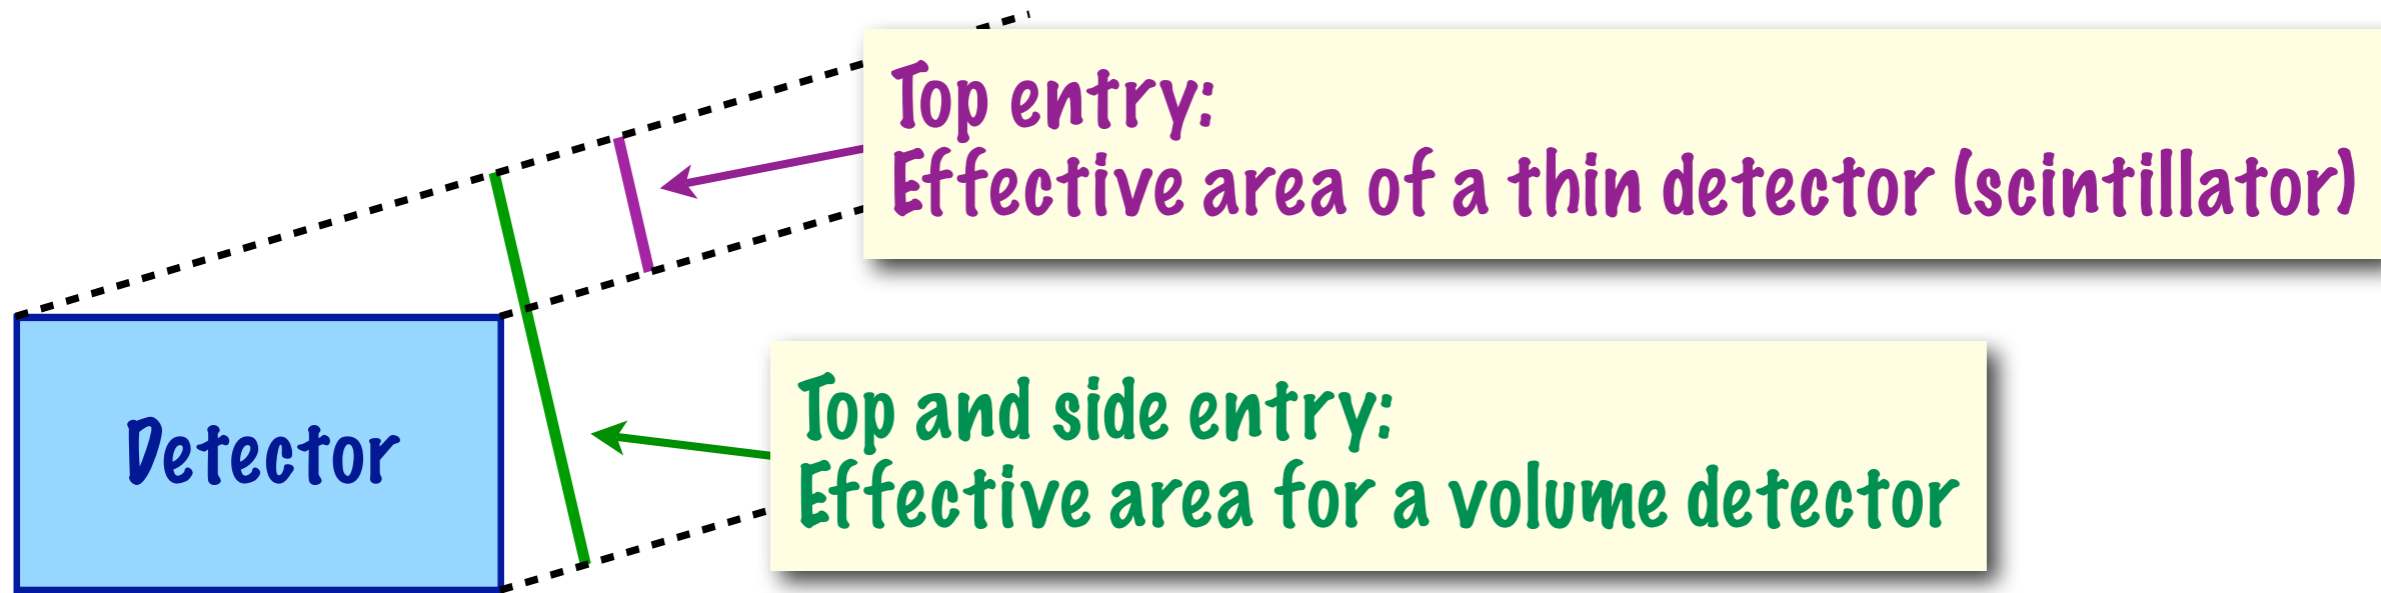 Top entry:
Effective area of a thin detector (scintillator)
Detector
Top and side entry:
Effective area for a volume detector